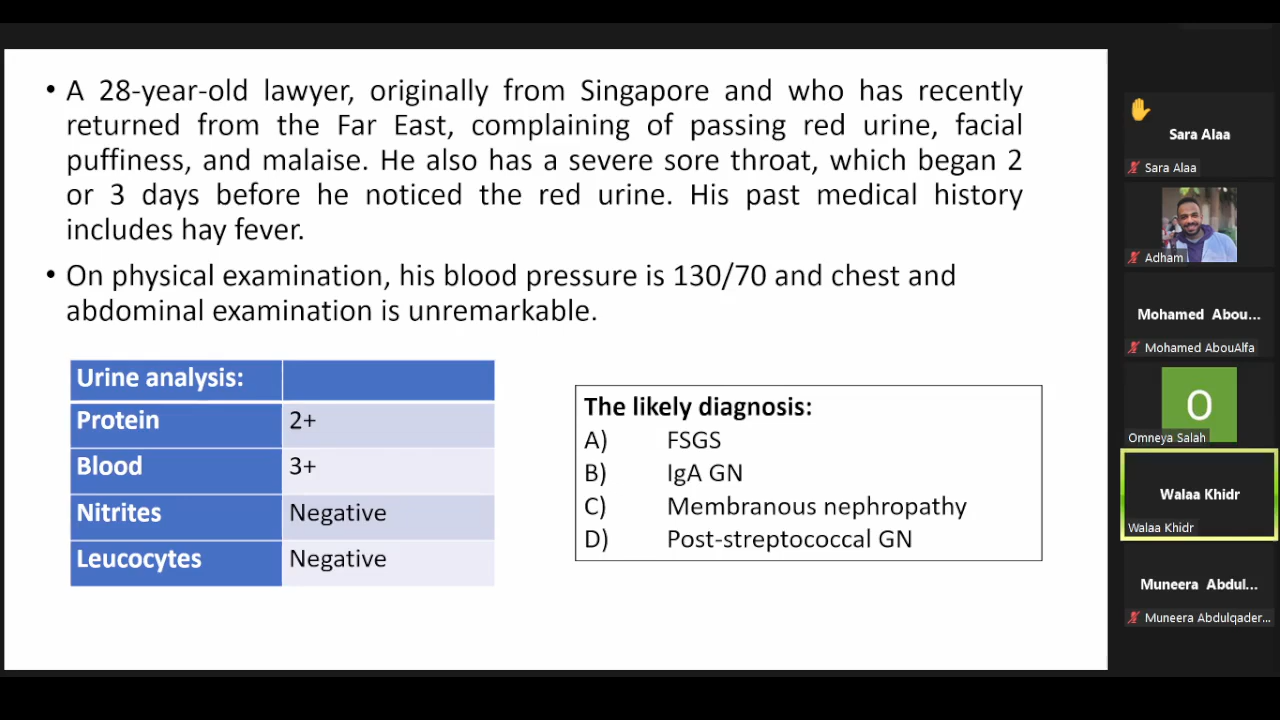 • A 28-year-old lawyer, originally from Singapore and who has recently
returned from the Far East, complaining of passing red urine, facial
puffiness, and malaise. He also has a severe sore throat, which began 2
or 3 days before he noticed the red urine. His past medical history
includes hay fever.
• On physical examination, his blood pressure is 130/70 and chest and
abdominal examination is unremarkable.
Urine analysis:
Protein 2+
Blood 3+
Nitrites Negative
Leucocytes Negative
The likely diagnosis:
A) FSGS
B) IgA GN
C) Membranous nephropathy
D) Post-streptococcal GN
Sara Alaa
Sara Alaa
Adham
Mohamed Abou...
Mohamed AbouAlfa
O
Omneya Salah
Walaa Khidr
Walaa Khidr
Muneera Abdul...
Muneera Abdulqader...